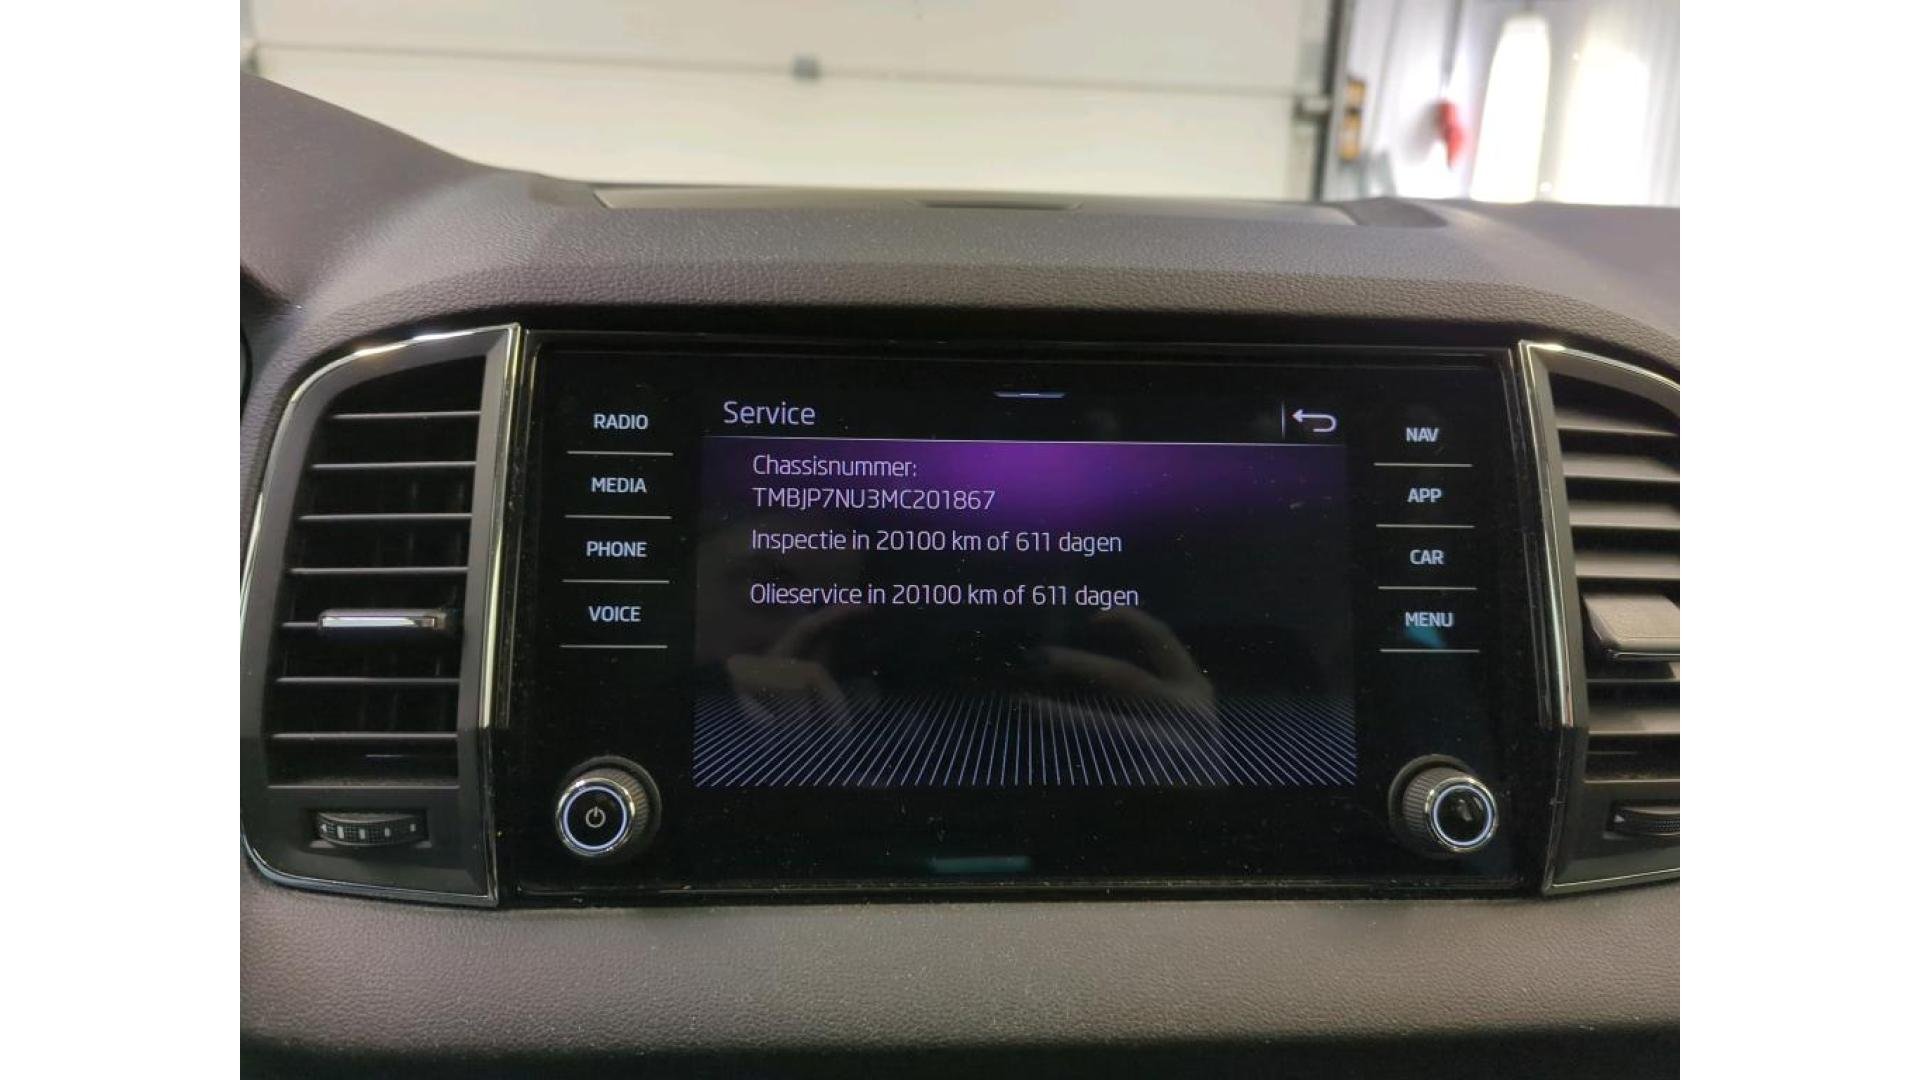 Service
RADIO
MEDIA
PHONE
VOICE
Chassisnummer:
TMBJP7NU3MC201867
Inspectie in 20100 km of 611 dagen
Olieservice in 20100 km of 611 dagen
NAV
APP
CAR
MENU